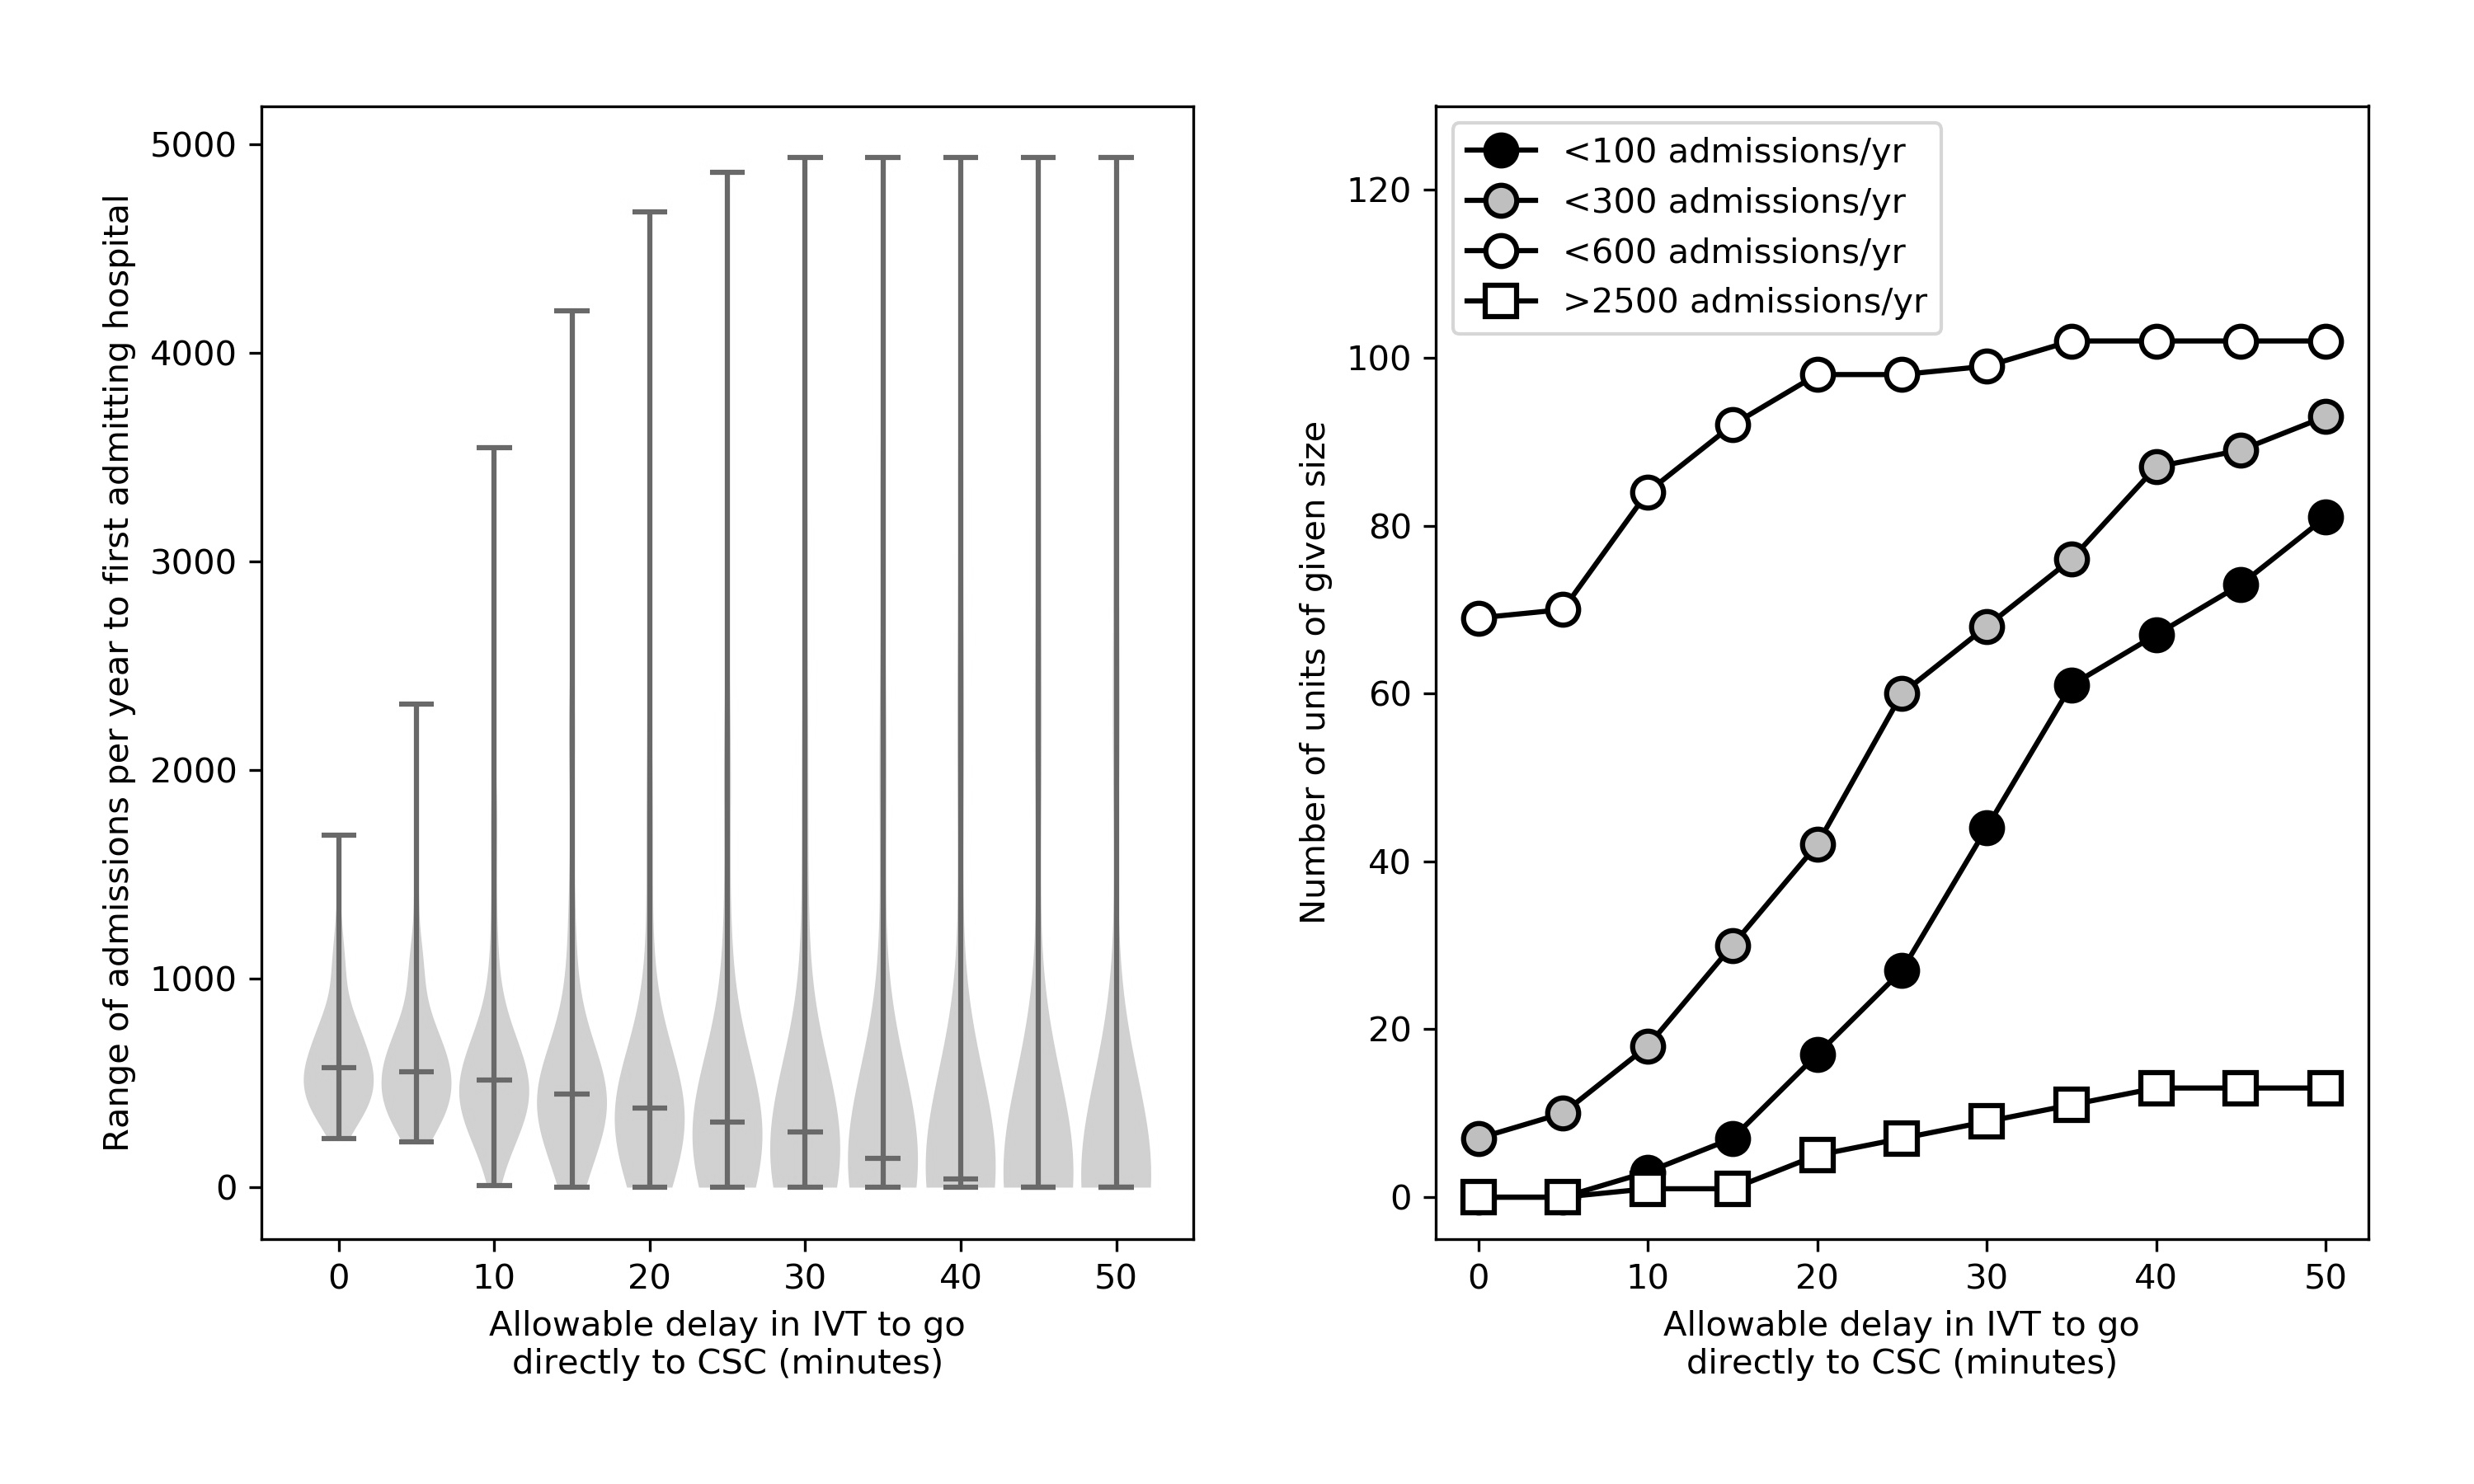 Range of admissions per year to first admitting hospital
5000
4000
3000
2000
1000
0
0 10 20 30 40 50
Allowable delay in IVT to go
directly to CSC (minutes)
Number of units of given size
120
100
80
60
40
20
0
<100 admissions/yr
<300 admissions/yr
<600 admissions/yr
>2500 admissions/yr
0 10 20 30 40 50
Allowable delay in IVT to go
directly to CSC (minutes)